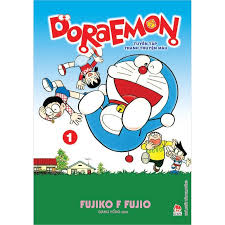 DORAEMON
TUYỂN TẬP
TRANH TRUYỆN MÀU
1
FUJIKO F FUJIO